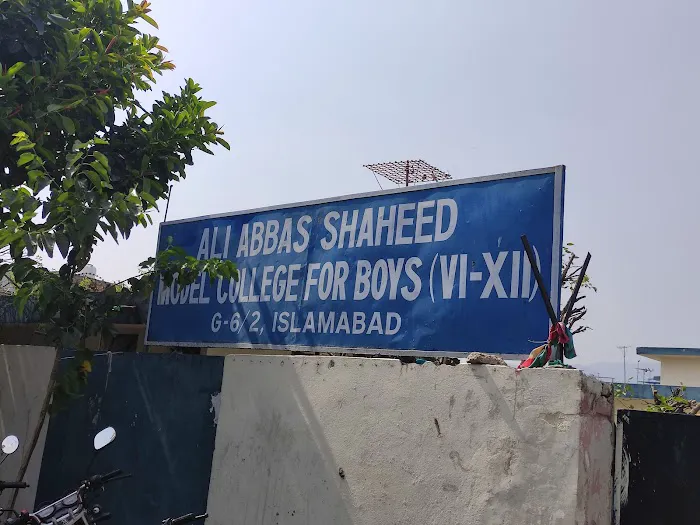 ALI ABBAS SHAHEED
MODEL COLLEGE FOR BOYS (VI-XII)
G-6/2, ISLAMABAD